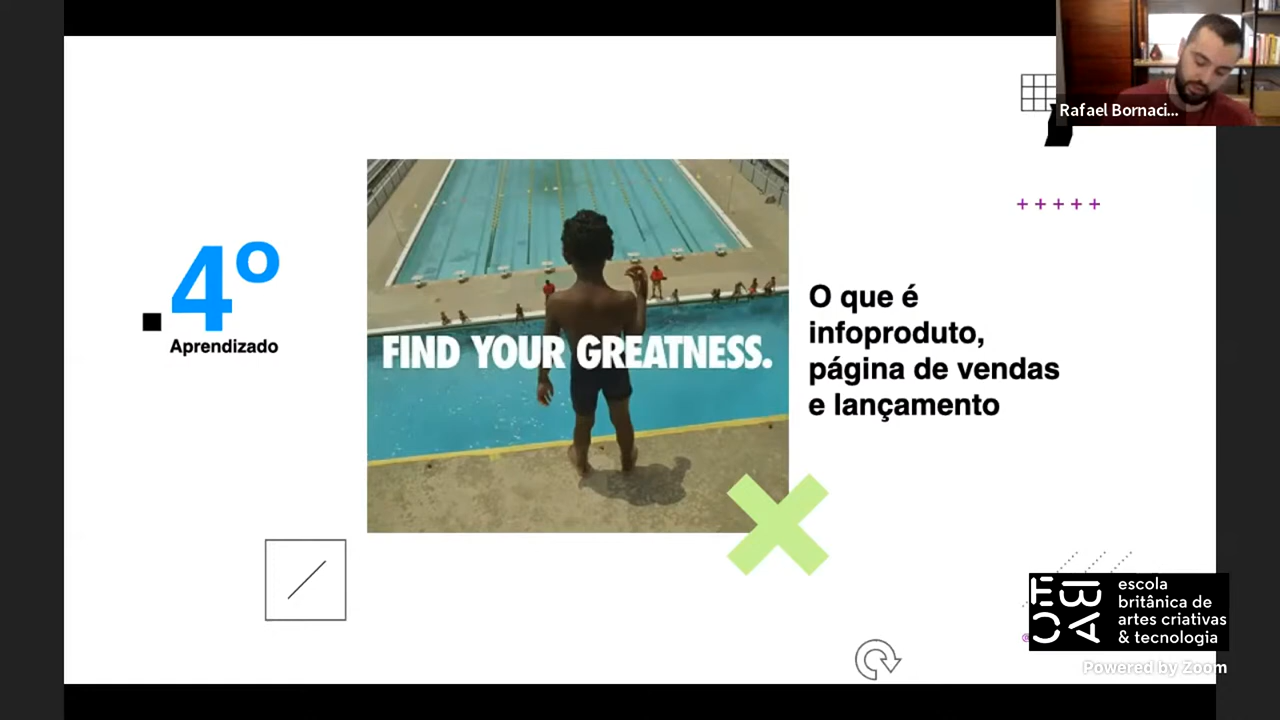 Rafael Bornaci...
+ + + + +
.4º
Aprendizado
FIND YOUR GREATNESS.
O que é
infoproduto,
página de vendas
e lançamento
EBAC
escola
britânica de
artes criativas
& tecnologia
Powered by Zoom